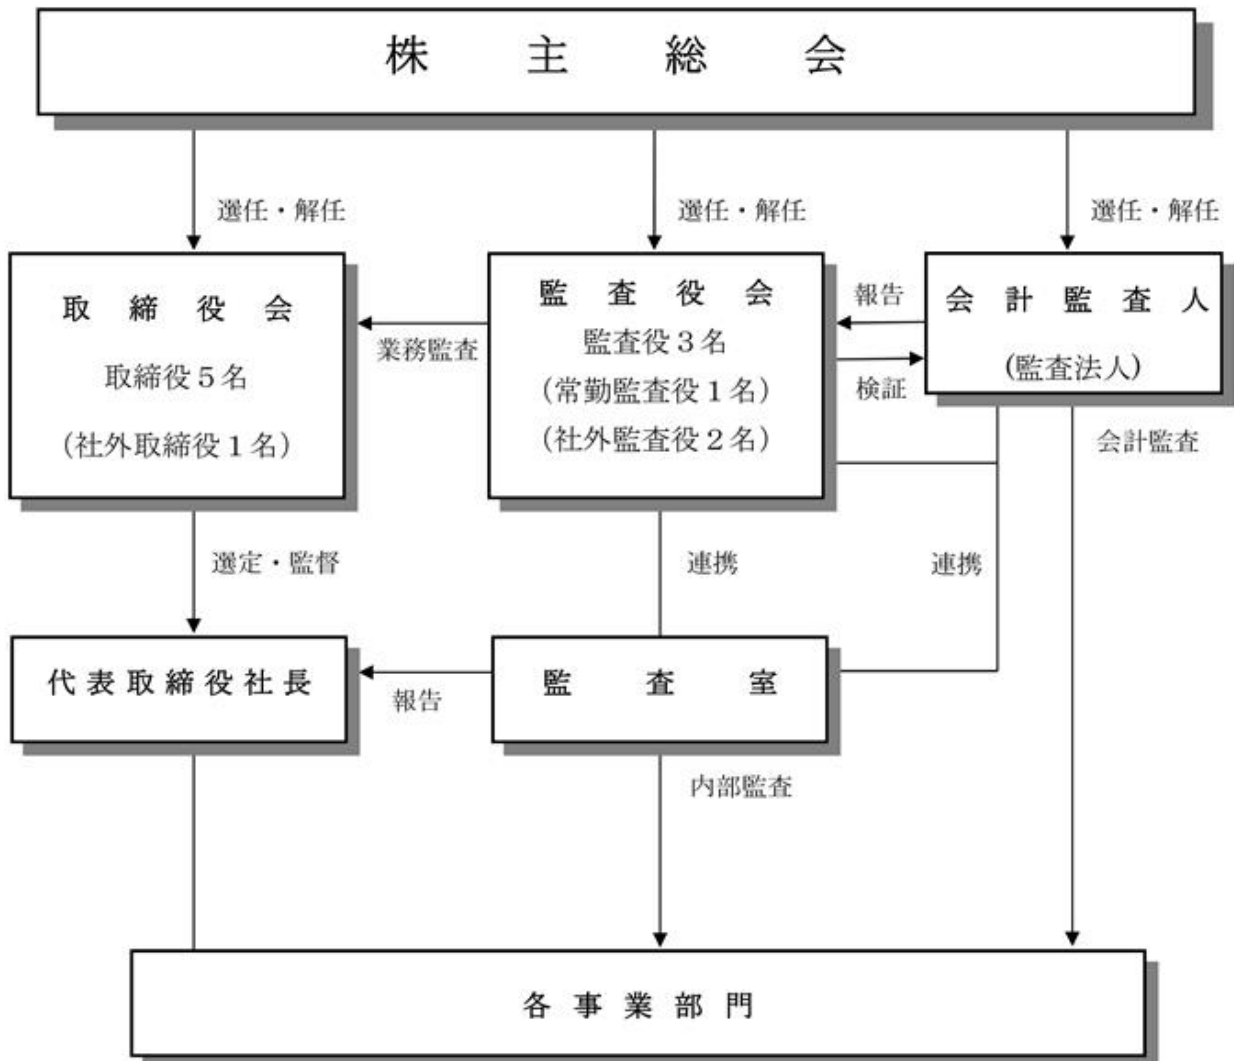 株主総会
選任・解任
選任・解任
選任・解任
取締役会
取締役５名
（社外取締役１名）
業務監査
監査役会
監査役３名
（常勤監査役１名）
（社外監査役２名）
報告
検証
会計監査人
(監査法人)
会計監査
選定・監督
連携
連携
代表取締役社長
報告
監査室
内部監査
各事業部門